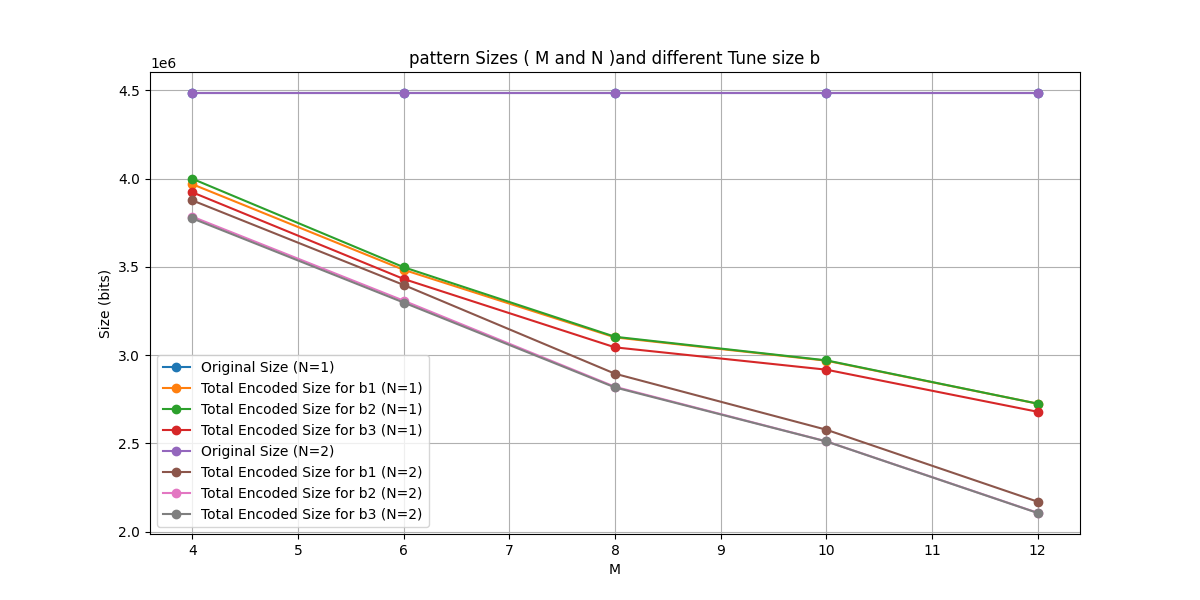 pattern Sizes ( M and N )and different Tune size b
1e6
4.5
4.0
3.5
3.0
2.5
2.0
Size (bits)
Original Size (N=1)
Total Encoded Size for b1 (N=1)
Total Encoded Size for b2 (N=1)
Total Encoded Size for b3 (N=1)
Original Size (N=2)
Total Encoded Size for b1 (N=2)
Total Encoded Size for b2 (N=2)
Total Encoded Size for b3 (N=2)
4 5 6 7 8 9 10 11 12
M